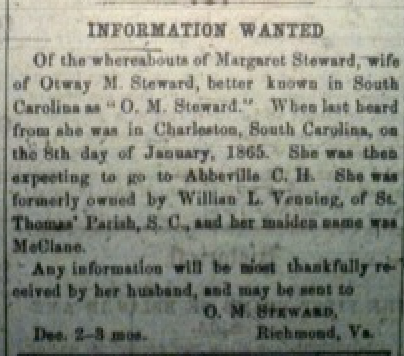 INFORMATION WANTED
Of the whereabouts of Margaret Steward, wife
of Otway M. Steward, better known in South
Carolina as "O. M. Steward." When last heard
from she was in Charleston, South Carolina, on
the 8th day of January, 1865. She was then
expecting to go to Abbeville C. H. She was
formerly owned by Willian L. Venning, of St.
Thomas' Parish, S. C., and her maiden name was
McClane.
Any information will be most thankfully re-
ceived by her husband, and may be sent to
O. M. STEWARD,
Dec. 2-3 mos. Richmond, Va.